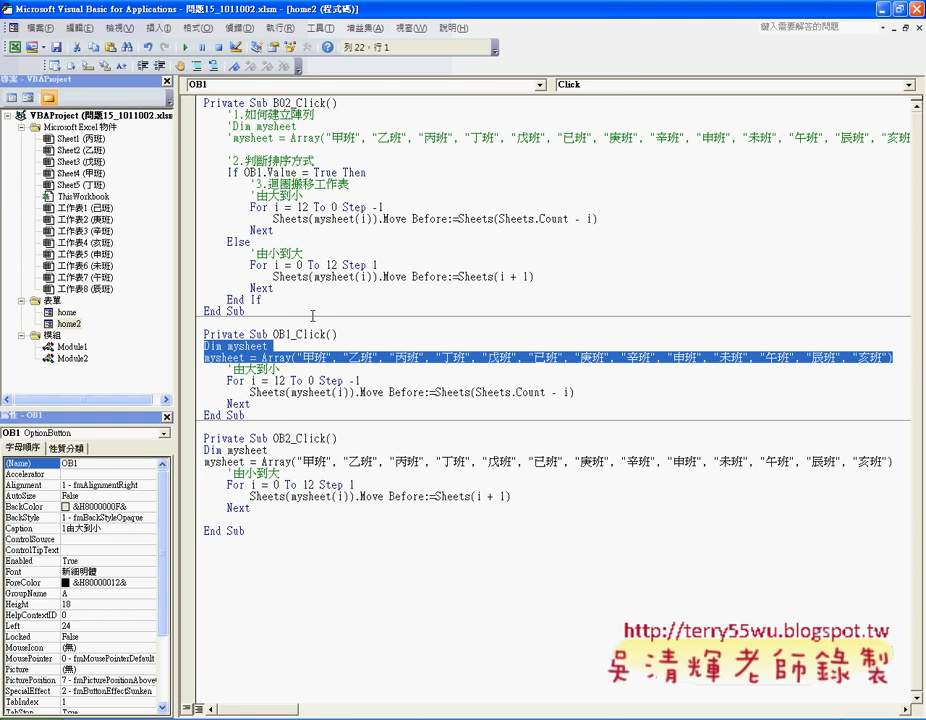 Microsoft Visual Basic for Applications - 問題15_1011002.xlsm - [home2 (程式碼)]
檔案(F) 編輯(E) 檢視(V) 插入(I) 格式(O) 偵錯(D) 執行(R) 工具(T) 增益集(A) 視窗(W) 說明(H)
鍵入需要解答的問題
列 22，行 1
專案 - VBAProject
VBAProject (問題15_1011002.xlsm
Microsoft Excel 物件
Sheet1 (丙班)
Sheet2 (乙班)
Sheet3 (戊班)
Sheet4 (甲班)
Sheet5 (丁班)
ThisWorkbook
工作表1 (已班)
工作表2 (庚班)
工作表3 (辛班)
工作表4 (亥班)
工作表5 (申班)
工作表6 (未班)
工作表7 (午班)
工作表8 (辰班)
表單
home
home2
模組
Module1
Module2
屬性 - OB1
OB1 OptionButton
字母順序 性質分類
(Name) OB1
Accelerator
Alignment 1 - fmAlignmentRight
AutoSize False
BackColor &H8000000F&
BackStyle 1 - fmBackStyleOpaque
Caption 1由大到小
ControlSource
ControlTipText
Enabled True
Font 新細明體
ForeColor &H80000012&
GroupName A
Height 18
HelpContextID 0
Left 24
Locked False
MouseIcon (無)
MousePointer 0 - fmMousePointerDefault
Picture (無)
PicturePosition 7 - fmPicturePositionAbove
SpecialEffect 2 - fmButtonEffectSunken
TabIndex 1
TabStop True
OB1 Click
Private Sub B02_Click()
'1.如何建立陣列
'Dim mysheet
'mysheet = Array("甲班", "乙班", "丙班", "丁班", "戊班", "已班", "庚班", "辛班", "申班", "未班", "午班", "辰班", "亥班
'2.判斷排序方式
If OB1.Value = True Then
'3.迴圈搬移工作表
'由大到小
For i = 12 To 0 Step -1
Sheets(mysheet(i)).Move Before:=Sheets(Sheets.Count - i)
Next
Else
'由小到大
For i = 0 To 12 Step 1
Sheets(mysheet(i)).Move Before:=Sheets(i + 1)
Next
End If
End Sub
Private Sub OB1_Click()
Dim mysheet
mysheet = Array("甲班", "乙班", "丙班", "丁班", "戊班", "已班", "庚班", "辛班", "申班", "未班", "午班", "辰班", "亥班")
'由大到小
For i = 12 To 0 Step -1
Sheets(mysheet(i)).Move Before:=Sheets(Sheets.Count - i)
Next
End Sub
Private Sub OB2_Click()
Dim mysheet
mysheet = Array("甲班", "乙班", "丙班", "丁班", "戊班", "已班", "庚班", "辛班", "申班", "未班", "午班", "辰班", "亥班")
'由小到大
For i = 0 To 12 Step 1
Sheets(mysheet(i)).Move Before:=Sheets(i + 1)
Next
End Sub
http://terry55wu.blogspot.tw
吳清輝老師錄製